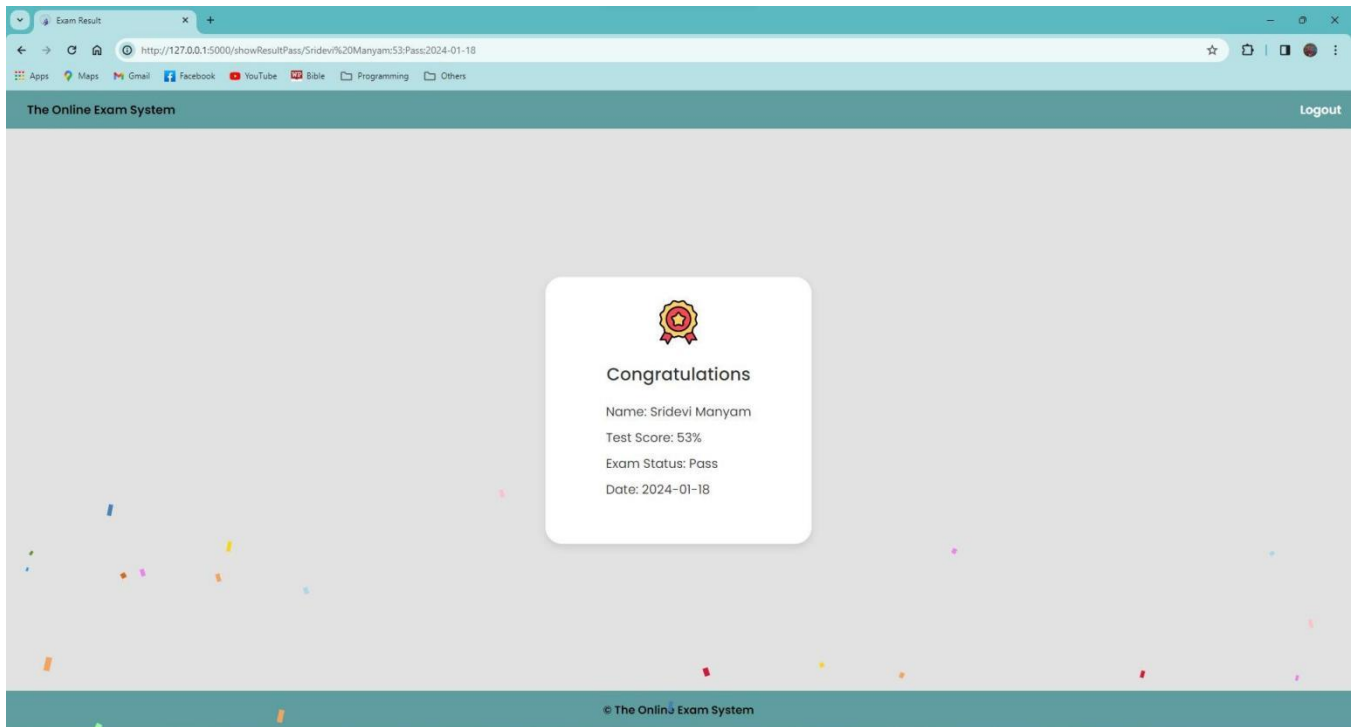 Exam Result
http://127.0.0.1:5000/showResultPass/Sridevi%20Manyam:53:Pass:2024-01-18
Apps Maps Gmail Facebook YouTube Bible Programming Others
The Online Exam System Logout
Congratulations
Name: Sridevi Manyam
Test Score: 53%
Exam Status: Pass
Date: 2024-01-18
© The Online Exam System